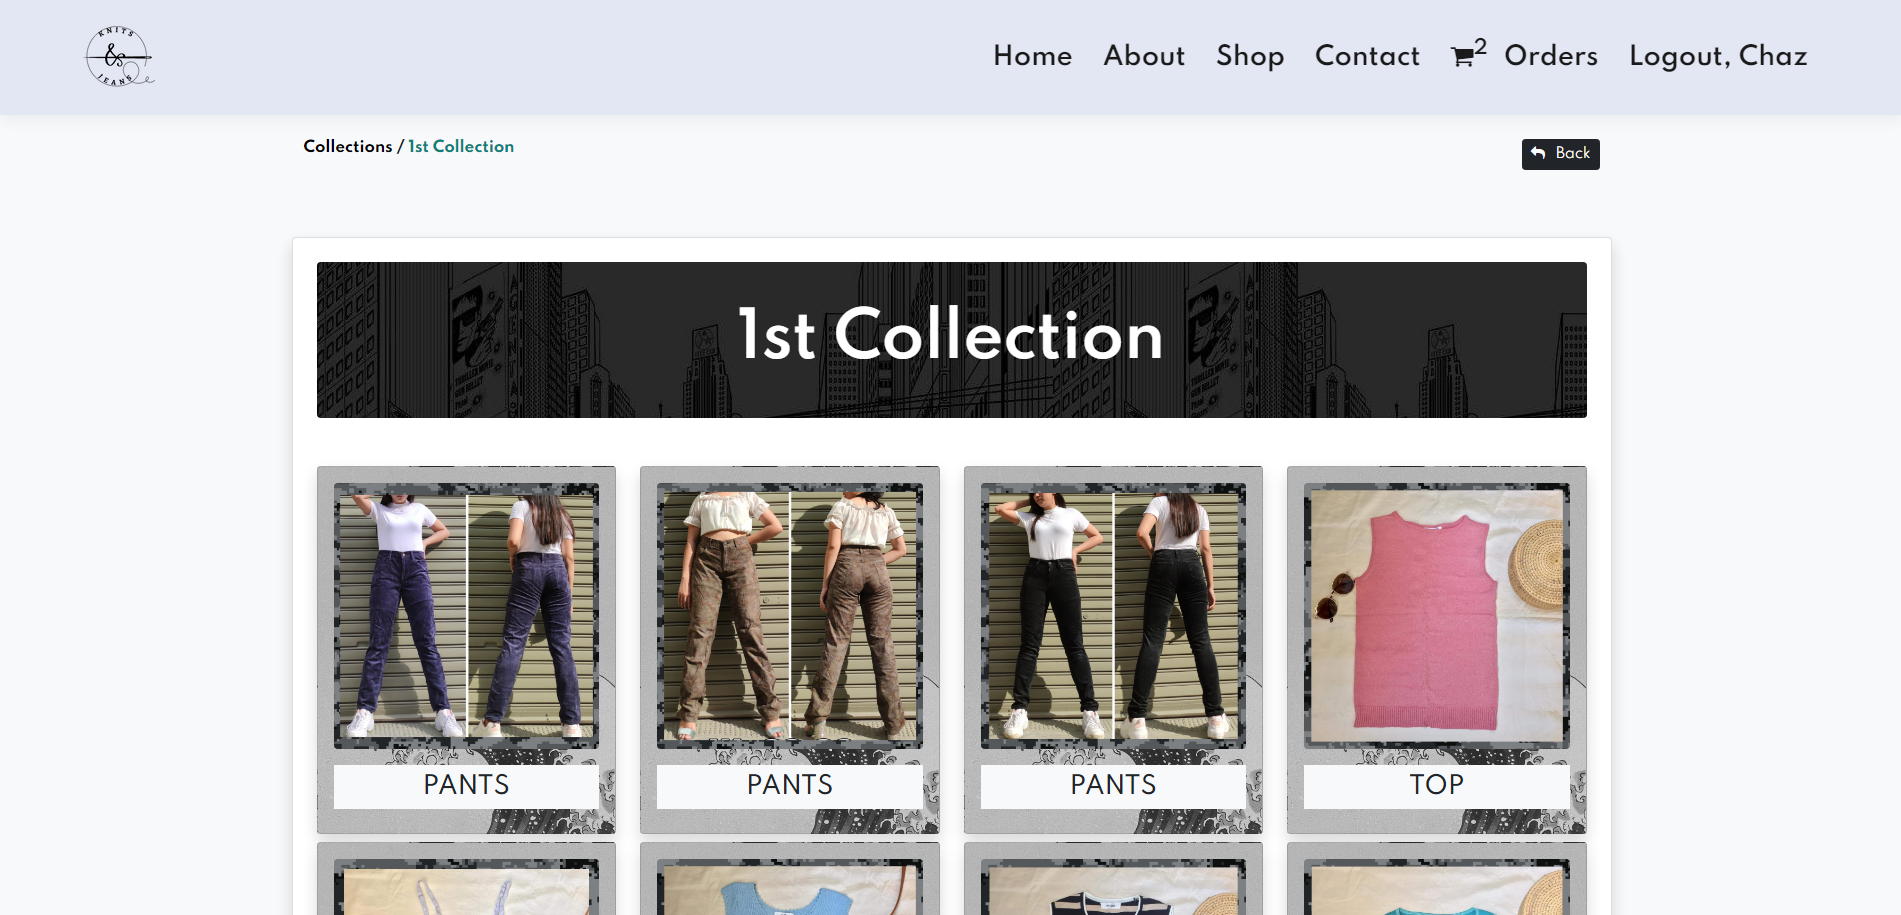 KNITS
&
JEANS
Home About Shop Contact 2 Orders Logout, Chaz
Collections / 1st Collection
Back
1st Collection
PANTS
PANTS
PANTS
TOP